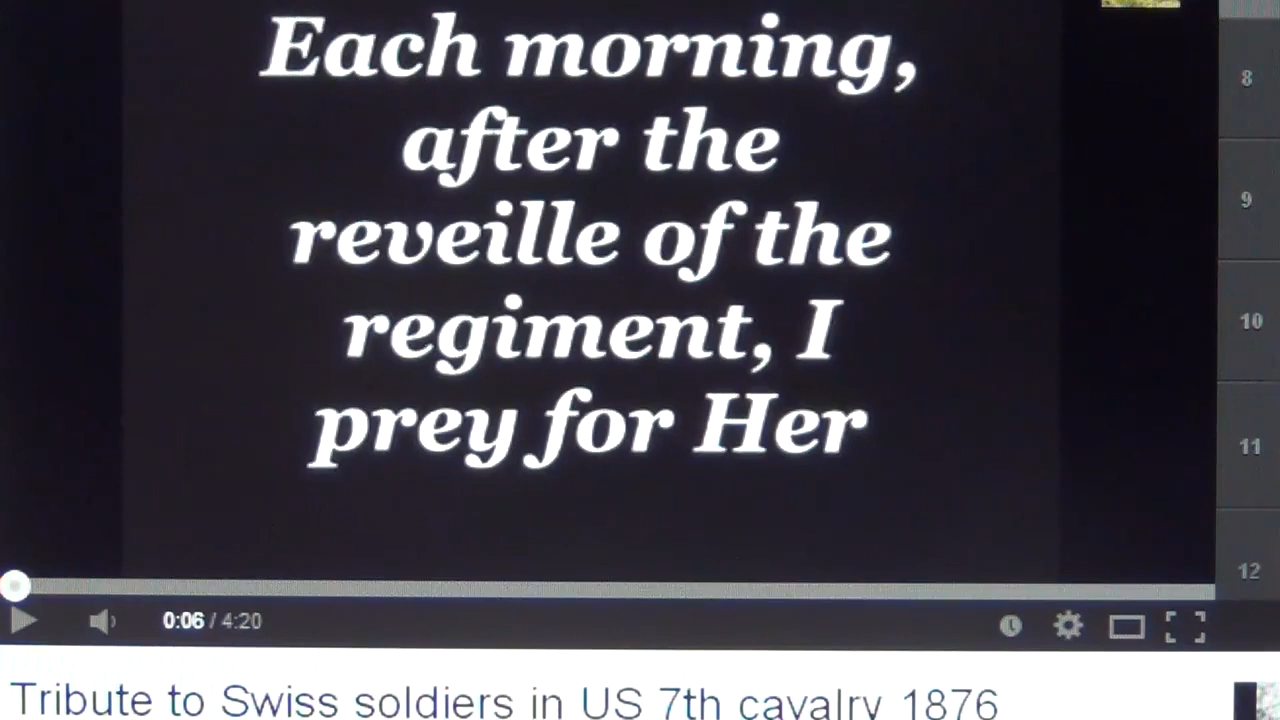 Each morning,
after the
reveille of the
regiment, I
prey for Her
8
9
10
11
12
0:06 / 4:20
Tribute to Swiss soldiers in US 7th cavalry 1876